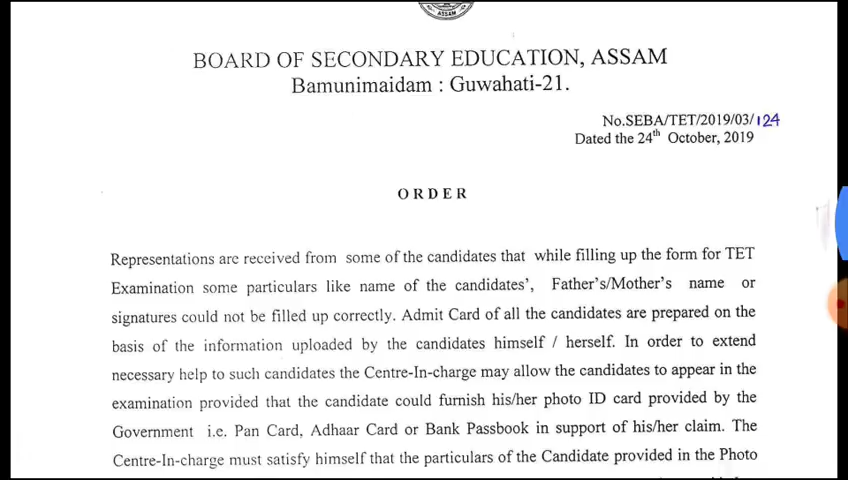 ASSAM
BOARD OF SECONDARY EDUCATION, ASSAM
Bamunimaidam : Guwahati-21.
No.SEBA/TET/2019/03/124
Dated the 24th October, 2019
ORDER
Representations are received from some of the candidates that while filling up the form for TET
Examination some particulars like name of the candidates', Father's/Mother's name or
signatures could not be filled up correctly. Admit Card of all the candidates are prepared on the
basis of the information uploaded by the candidates himself / herself. In order to extend
necessary help to such candidates the Centre-In-charge may allow the candidates to appear in the
examination provided that the candidate could furnish his/her photo ID card provided by the
Government i.e. Pan Card, Adhaar Card or Bank Passbook in support of his/her claim. The
Centre-In-charge must satisfy himself that the particulars of the Candidate provided in the Photo